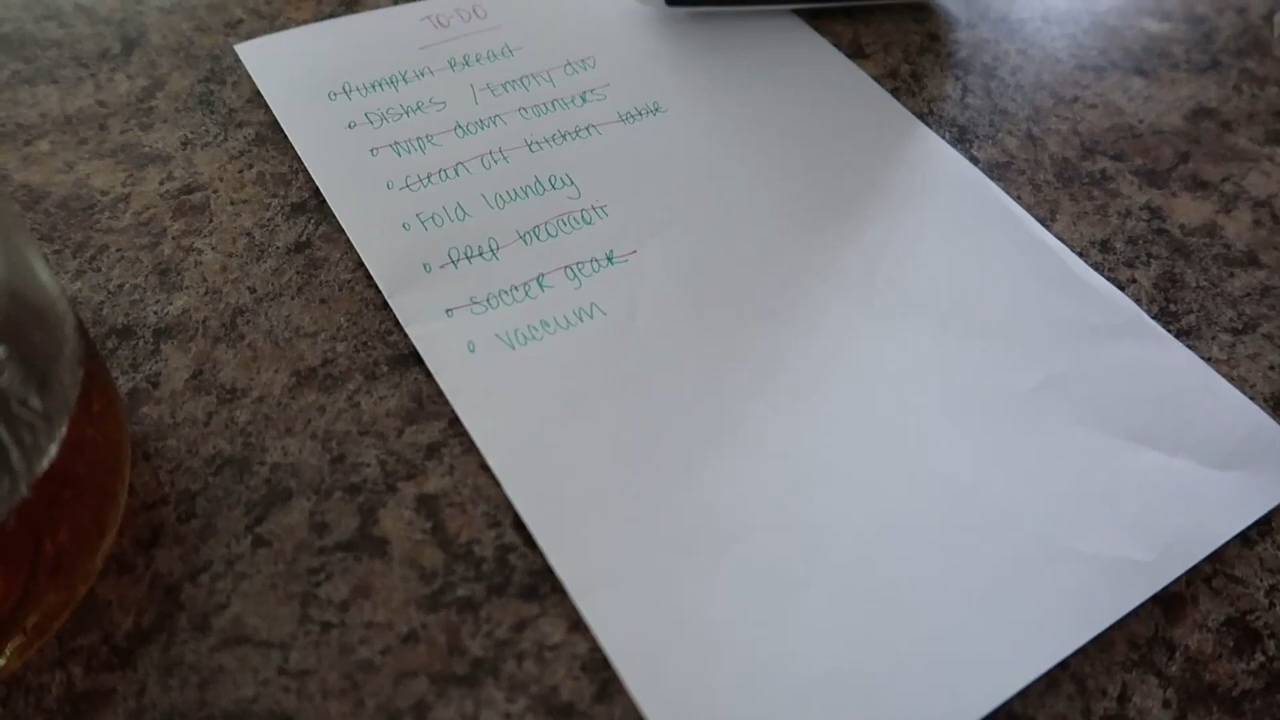 TO-DO
Pumpkin Bread
Dishes / Empty dw
Wipe down counters
Clean off kitchen table
Fold laundry
Prep broccoli
Soccer gear
Vaccum